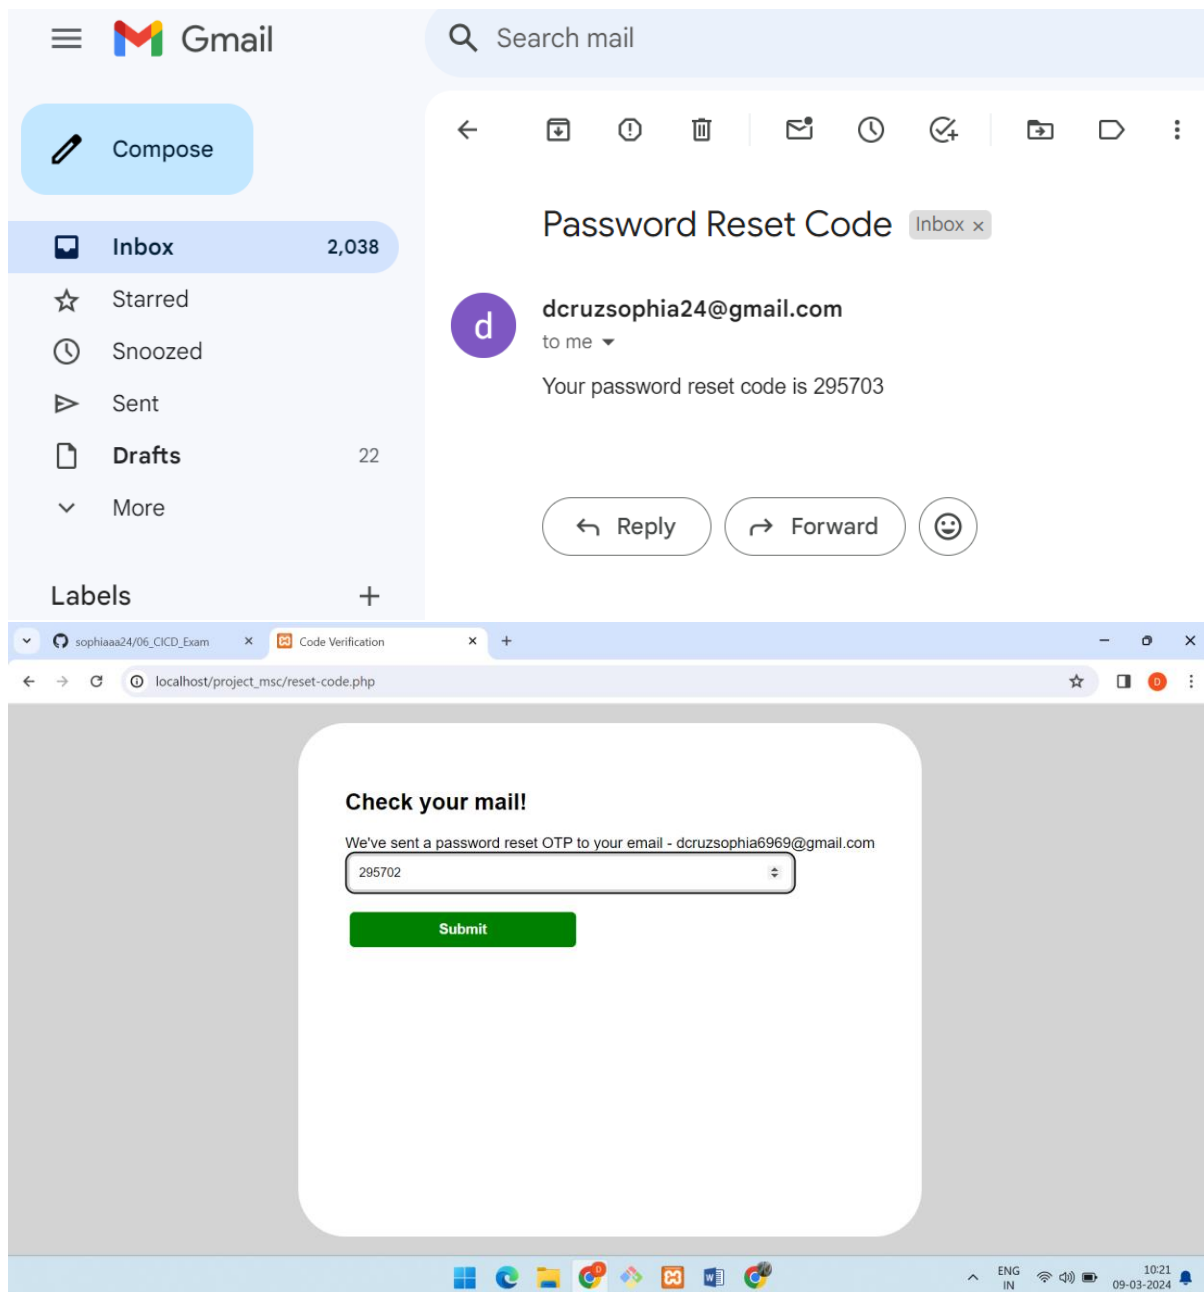 Gmail
Search mail
Compose
Inbox 2,038
Starred
Snoozed
Sent
Drafts 22
More
Labels
Password Reset Code Inbox x
d
dcruzsophia24@gmail.com
to me
Your password reset code is 295703
Reply Forward
sophiaaa24/06_CICD_Exam Code Verification
localhost/project_msc/reset-code.php
D
Check your mail!
We've sent a password reset OTP to your email - dcruzsophia6969@gmail.com
295702
Submit
ENG
IN
10:21
09-03-2024